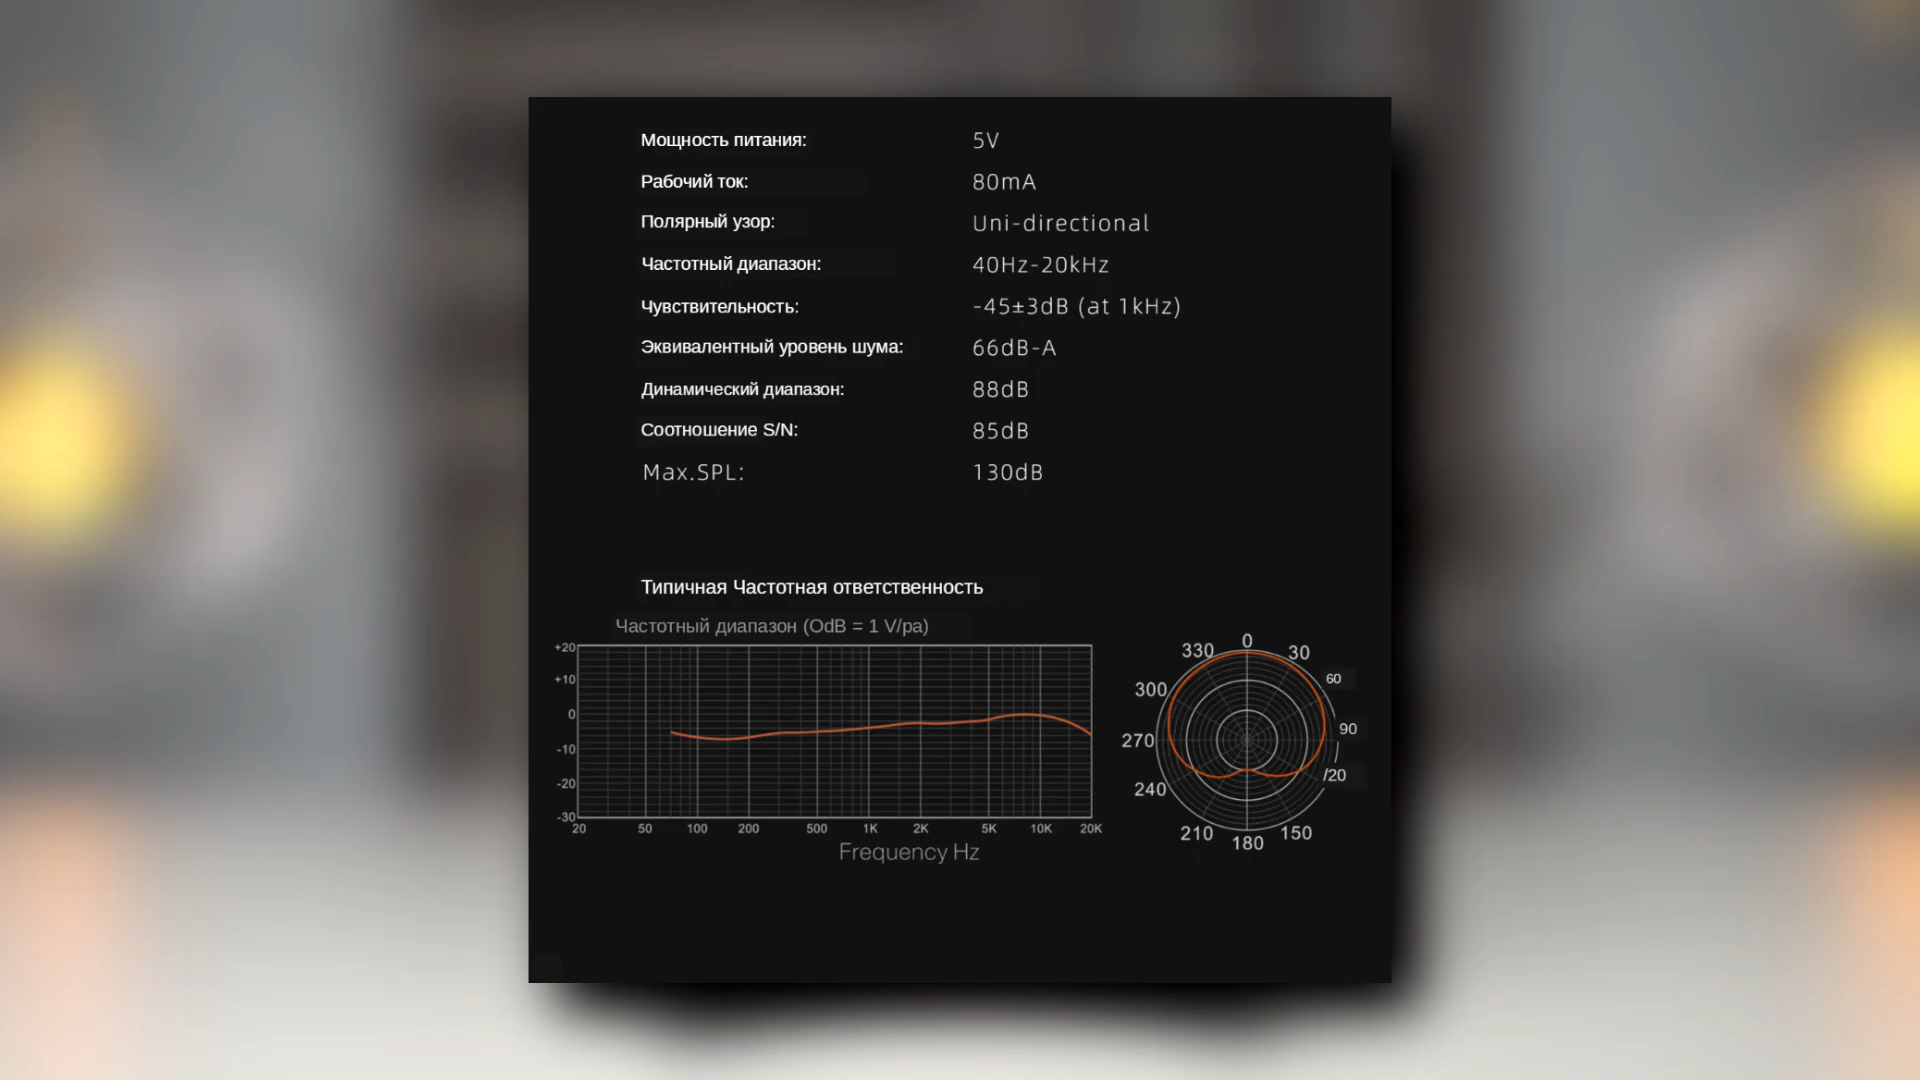 Мощность питания: 5V
Рабочий ток: 80mA
Полярный узор: Uni-directional
Частотный диапазон: 40Hz-20kHz
Чувствительность: -45±3dB (at 1kHz)
Эквивалентный уровень шума: 66dB-A
Динамический диапазон: 88dB
Соотношение S/N: 85dB
Max.SPL: 130dB
Типичная Частотная ответственность
Частотный диапазон (OdB = 1 V/pa)
+20
+10
0
-10
-20
-30
20 50 100 200 500 1K 2K 5K 10K 20K
Frequency Hz
0
330 30
300 60
270 90
240 /20
210 150
180